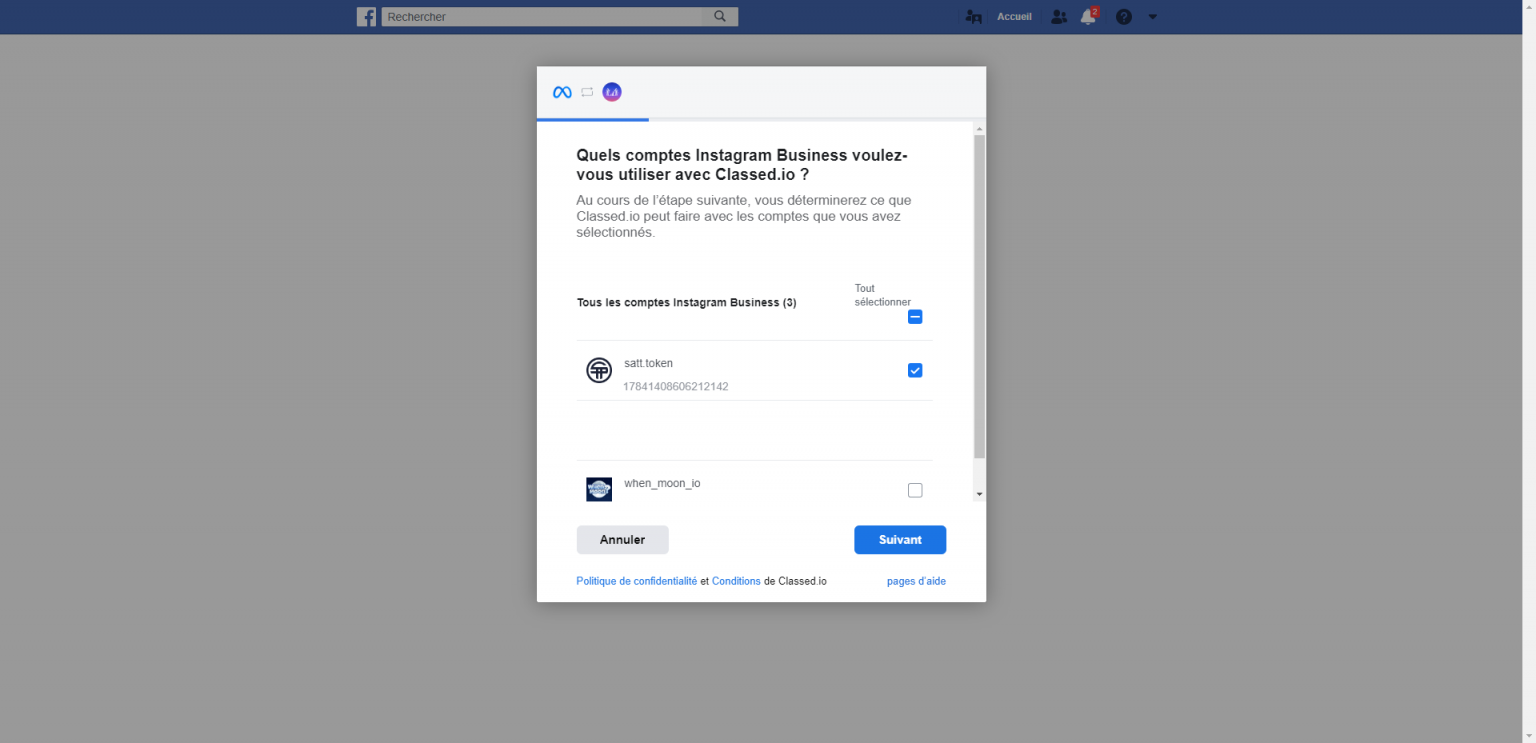 Rechercher
Accueil
2
Quels comptes Instagram Business voulez-
vous utiliser avec Classed.io ?
Au cours de l’étape suivante, vous déterminerez ce que
Classed.io peut faire avec les comptes que vous avez
sélectionnés.
Tout
sélectionner
Tous les comptes Instagram Business (3)
satt.token
17841408606212142
when_moon_io
Annuler
Suivant
Politique de confidentialité et Conditions de Classed.io
pages d’aide